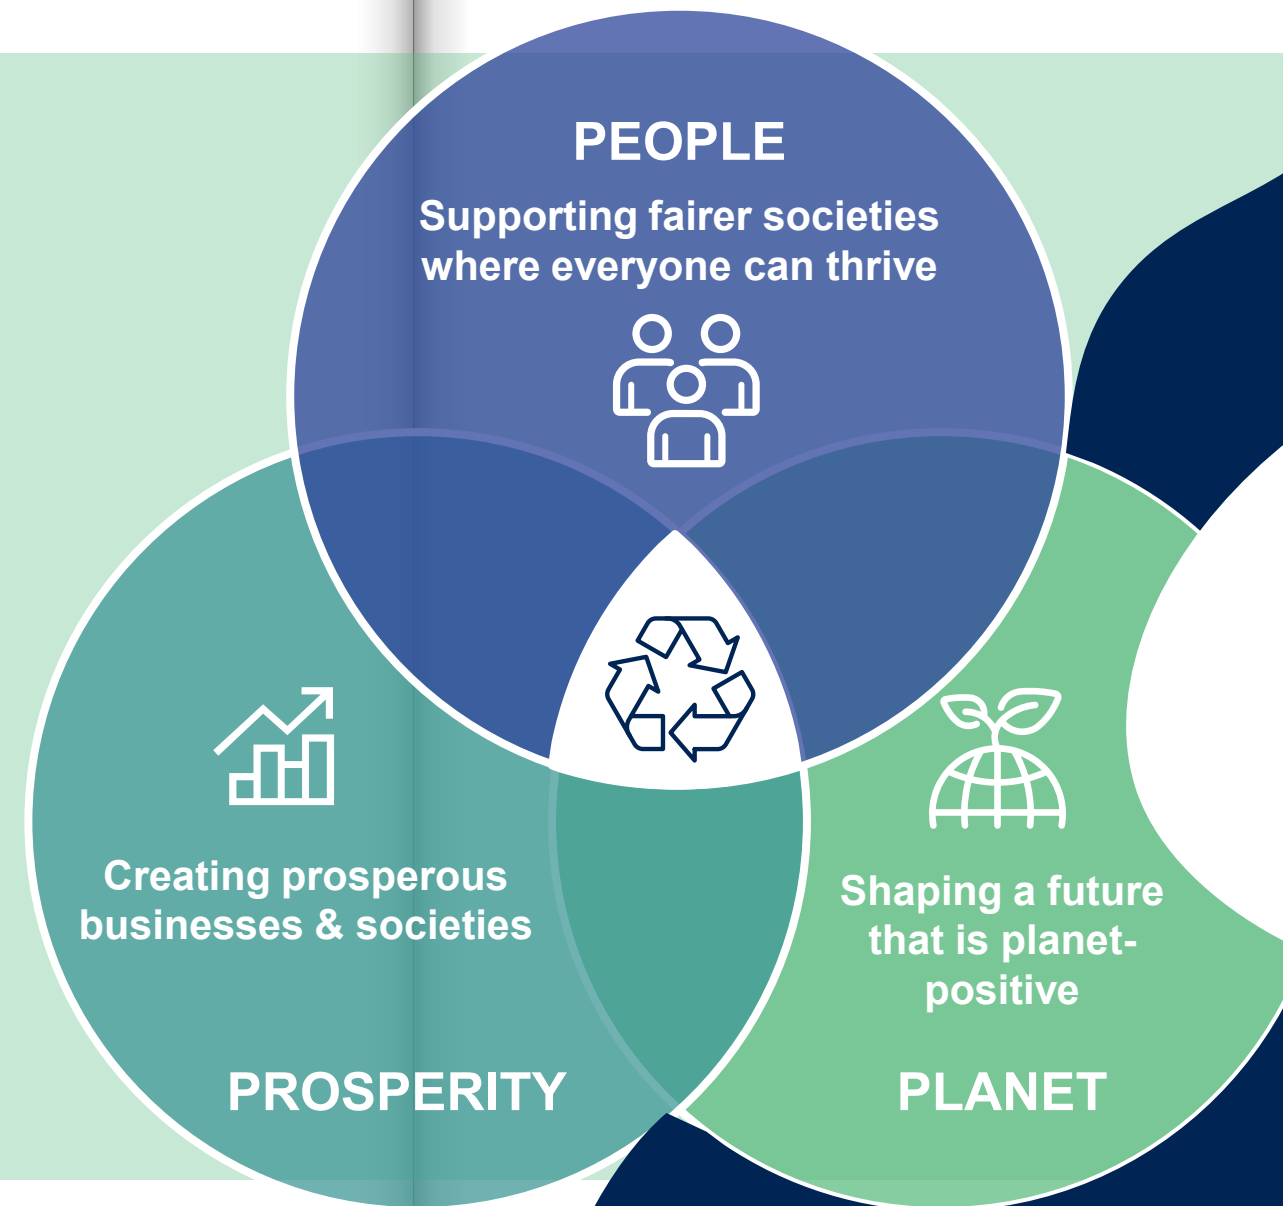 PEOPLE
Supporting fairer societies
where everyone can thrive
Creating prosperous
businesses & societies
PROSPERITY
Shaping a future
that is planet-
positive
PLANET